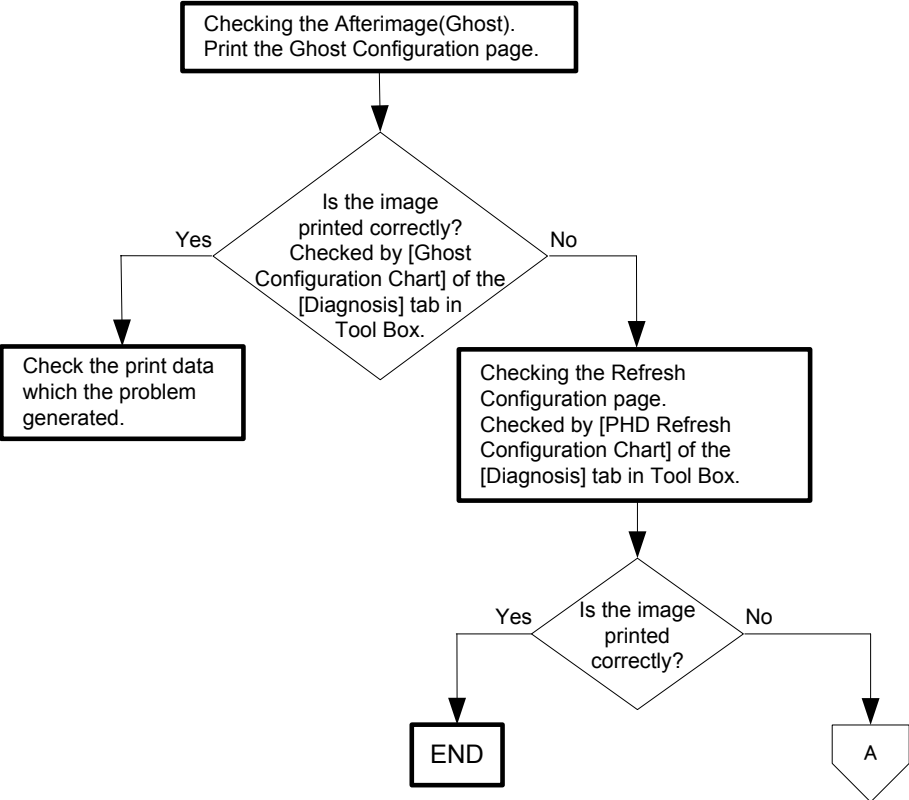 Checking the Afterimage(Ghost).
Print the Ghost Configuration page.
Is the image
printed correctly?
Checked by [Ghost
Configuration Chart] of the
[Diagnosis] tab in
Tool Box.
Yes
No
Check the print data
which the problem
generated.
Checking the Refresh
Configuration page.
Checked by [PHD Refresh
Configuration Chart] of the
[Diagnosis] tab in Tool Box.
Is the image
printed
correctly?
Yes
No
END
A